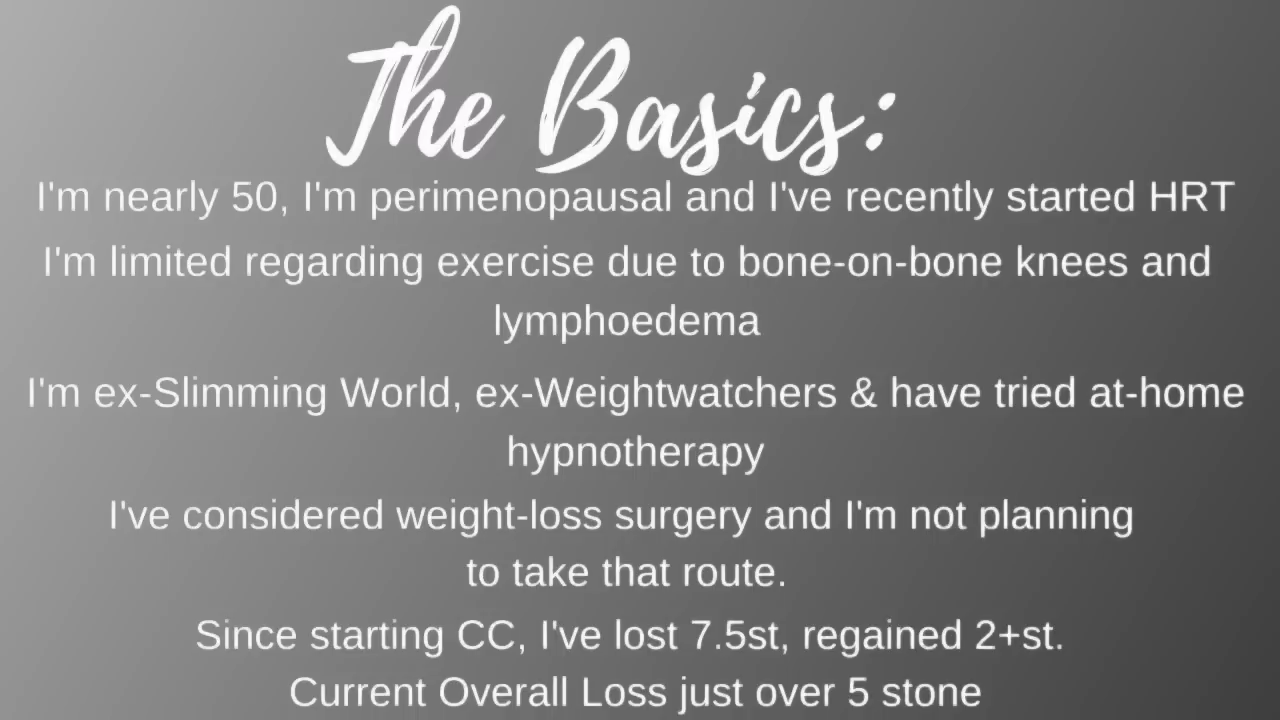 The Basics:
I'm nearly 50, I'm perimenopausal and I've recently started HRT
I'm limited regarding exercise due to bone-on-bone knees and
lymphoedema
I'm ex-Slimming World, ex-Weightwatchers & have tried at-home
hypnotherapy
I've considered weight-loss surgery and I'm not planning
to take that route.
Since starting CC, I've lost 7.5st, regained 2+st.
Current Overall Loss just over 5 stone